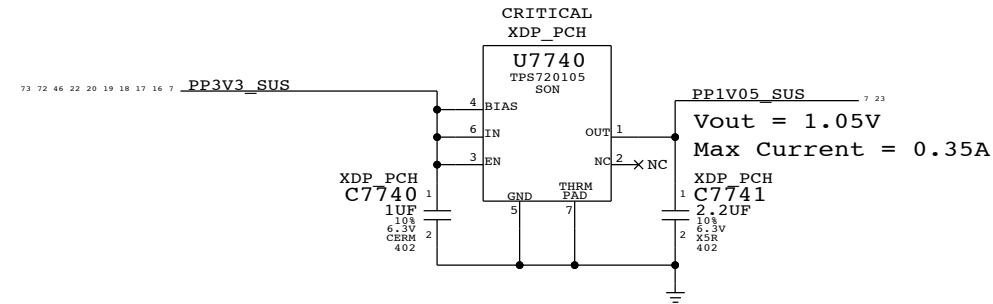 CRITICAL
XDP_PCH
U7740
TPS720105
SON
73 72 46 22 20 19 18 17 16 7 PP3V3_SUS
4 BIAS
6 IN
3 EN
OUT 1
NC 2 NC
GND
5
THRM
PAD
7
PP1V05_SUS 7 23
Vout = 1.05V
Max Current = 0.35A
XDP_PCH
C7740 1
1UF
10%
6.3V
CERM 2
402
XDP_PCH
1 C7741
2.2UF
10%
6.3V
2 X5R
402